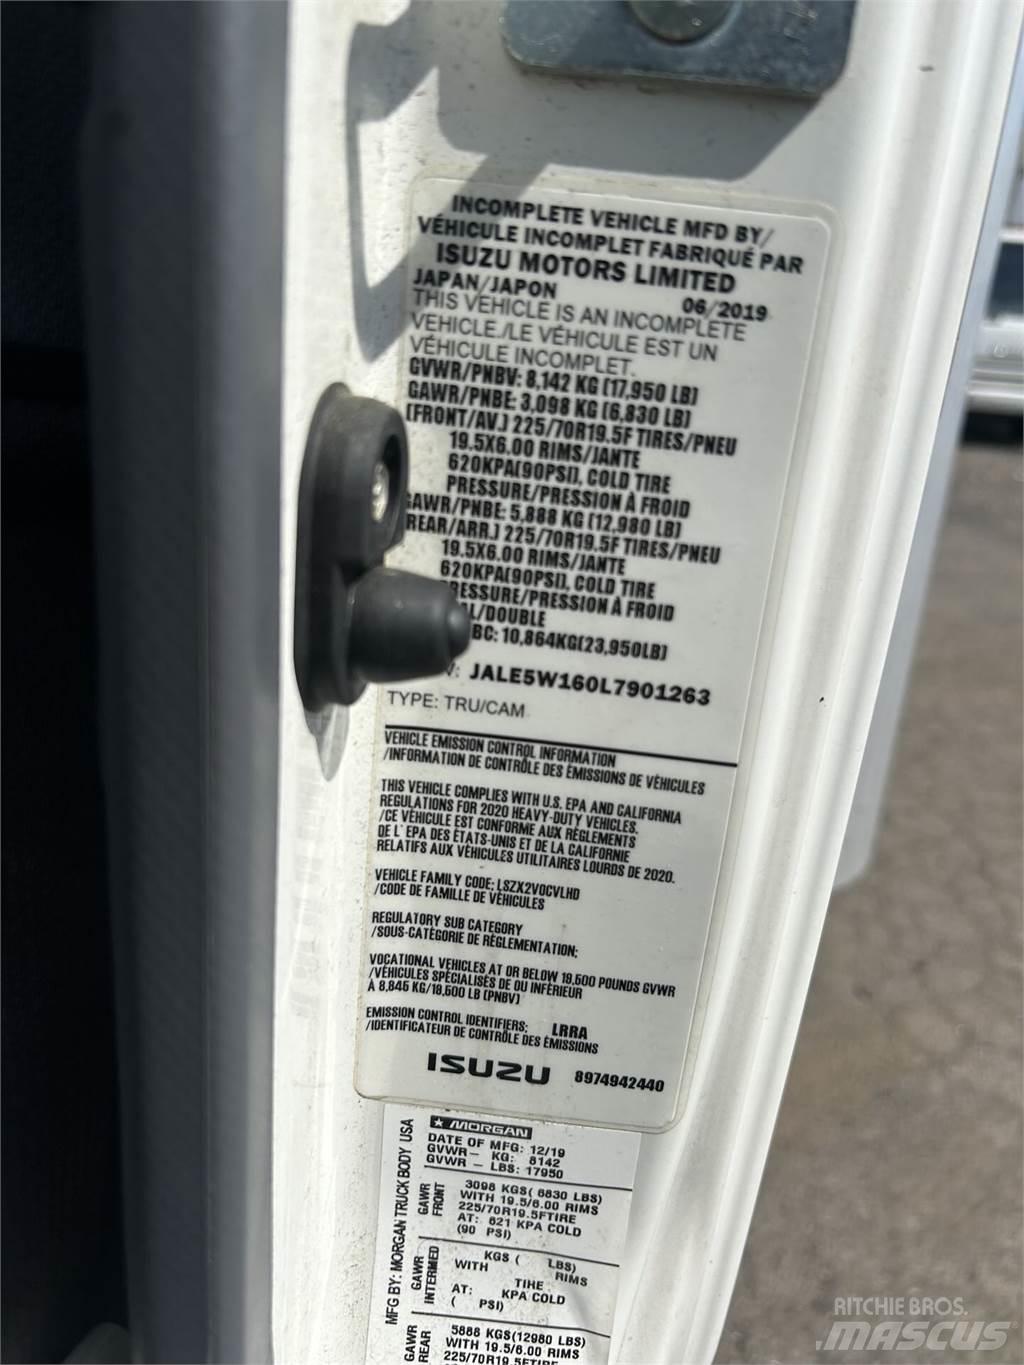 INCOMPLETE VEHICLE MFD BY/
VÉHICULE INCOMPLET FABRIQUÉ PAR
ISUZU MOTORS LIMITED
JAPAN/JAPON 06/2019
THIS VEHICLE IS AN INCOMPLETE
VEHICLE./LE VÉHICULE EST UN
VÉHICULE INCOMPLET.
GVWR/PNBV: 8,142 KG [17,950 LB]
GAWR/PNBE: 3,098 KG [6,830 LB]
[FRONT/AV.] 225/70R19.5F TIRES/PNEU
19.5X6.00 RIMS/JANTE
620KPA[90PSI], COLD TIRE
PRESSURE/PRESSION À FROID
GAWR/PNBE: 5,888 KG [12,980 LB]
REAR/ARR.] 225/70R19.5F TIRES/PNEU
19.5X6.00 RIMS/JANTE
620KPA[90PSI], COLD TIRE
PRESSURE/PRESSION À FROID
/DOUBLE
BC: 10,864KG[23,950LB]
JALE5W160L7901263
TYPE: TRU/CAM
VEHICLE EMISSION CONTROL INFORMATION
/INFORMATION DE CONTRÔLE DES ÉMISSIONS DE VÉHICULES
THIS VEHICLE COMPLIES WITH U.S. EPA AND CALIFORNIA
REGULATIONS FOR 2020 HEAVY-DUTY VEHICLES.
/CE VÉHICULE EST CONFORME AUX RÈGLEMENTS
DE L' EPA DES ÉTATS-UNIS ET DE LA CALIFORNIE
RELATIFS AUX VÉHICULES UTILITAIRES LOURDS DE 2020.
VEHICLE FAMILY CODE: LSZX2VOCVLHD
/CODE DE FAMILLE DE VÉHICULES
REGULATORY SUB CATEGORY
/SOUS-CATÉGORIE DE RÉGLEMENTATION:
VOCATIONAL VEHICLES AT OR BELOW 19,500 POUNDS GVWR
/VÉHICULES SPÉCIALISÉS DE OU INFÉRIEUR
À 8,845 KG/19,500 LB [PNBV]
EMISSION CONTROL IDENTIFIERS: LRRA
/IDENTIFICATEUR DE CONTRÔLE DES ÉMISSIONS
ISUZU 8974942440
MORGAN
DATE OF MFG: 12/19
GVWR- KG: 8142
GVWR - LBS: 17950
MFG BY: MORGAN TRUCK BODY USA
GAWR
FRONT
3098 KGS( 6830 LBS)
WITH 19.5/6.00 RIMS
225/70R19.5FTIRE
AT: 621 KPA COLD
(90 PSI)
GAWR
INTERMED
KGS ( LBS)
WITH RIMS
TIRE
AT: KPA COLD
( PSI)
GAWR
REAR
5888 KGS(12980 LBS)
WITH 19.5/6.00 RIMS
225/70R19.5FTIRE
RITCHIE BROS.
MASCUS